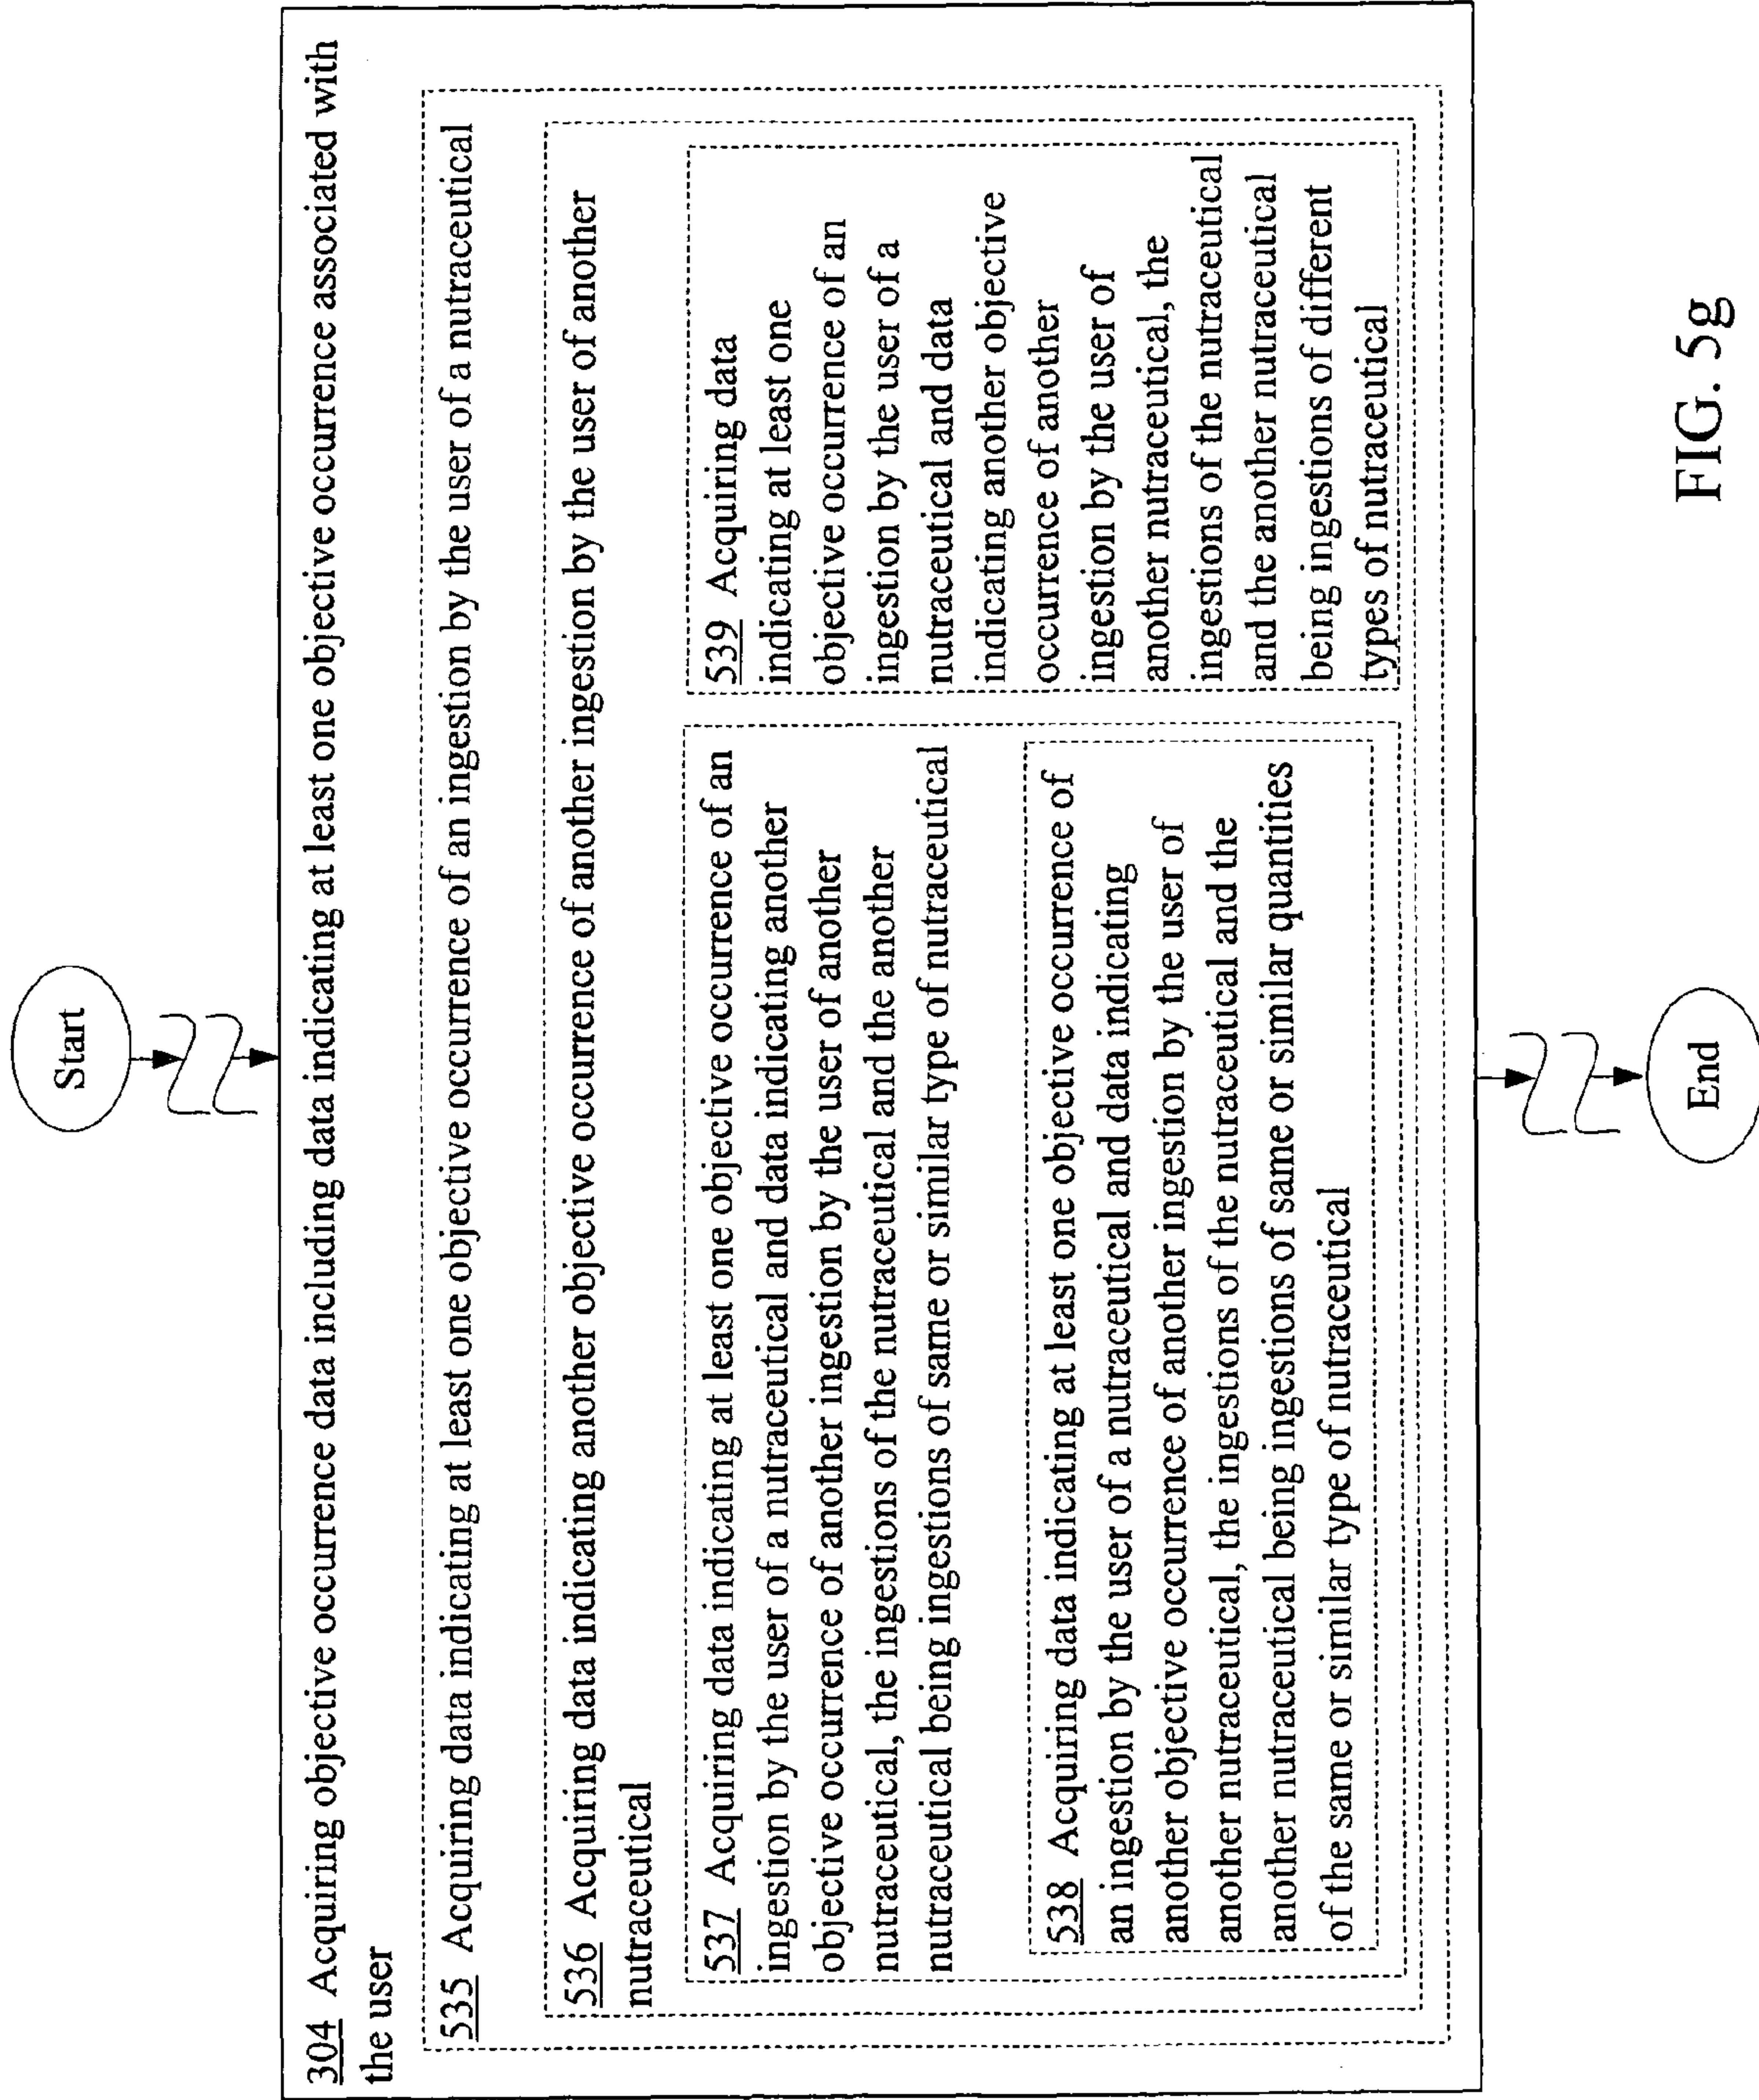 Start
304 Acquiring objective occurrence data including data indicating at least one objective occurrence associated with
the user
535 Acquiring data indicating at least one objective occurrence of an ingestion by the user of a nutraceutical
536 Acquiring data indicating another objective occurrence of another ingestion by the user of another
nutraceutical
537 Acquiring data indicating at least one objective occurrence of an
ingestion by the user of a nutraceutical and data indicating another
objective occurrence of another ingestion by the user of another
nutraceutical, the ingestions of the nutraceutical and the another
nutraceutical being ingestions of same or similar type of nutraceutical
538 Acquiring data indicating at least one objective occurrence of
an ingestion by the user of a nutraceutical and data indicating
another objective occurrence of another ingestion by the user of
another nutraceutical, the ingestions of the nutraceutical and the
another nutraceutical being ingestions of same or similar quantities
of the same or similar type of nutraceutical
539 Acquiring data
indicating at least one
objective occurrence of an
ingestion by the user of a
nutraceutical and data
indicating another objective
occurrence of another
ingestion by the user of
another nutraceutical, the
ingestions of the nutraceutical
and the another nutraceutical
being ingestions of different
types of nutraceutical
End
FIG. 5g